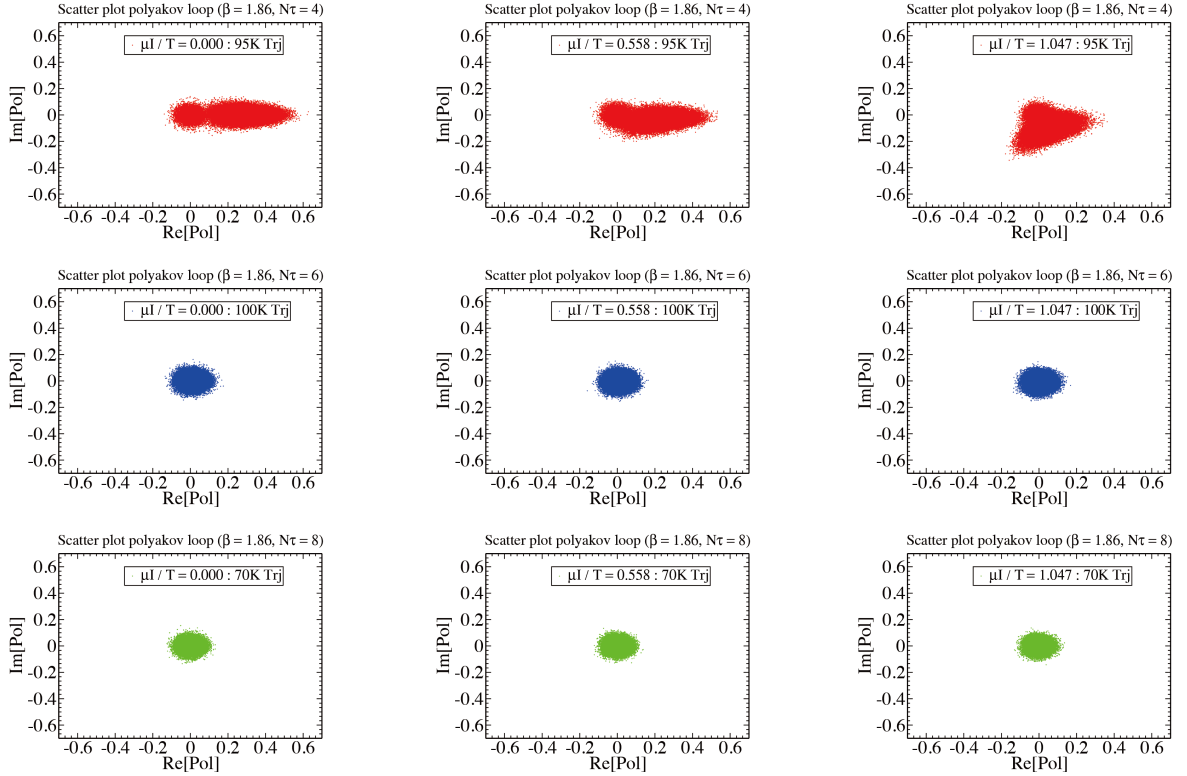 Scatter plot polyakov loop (β = 1.86, Nτ = 4)
μI / T = 0.000 : 95K Trj
Im[Pol]
0.6
0.4
0.2
0
-0.2
-0.4
-0.6
-0.6 -0.4 -0.2 0 0.2 0.4 0.6
Re[Pol]
Scatter plot polyakov loop (β = 1.86, Nτ = 4)
μI / T = 0.558 : 95K Trj
Im[Pol]
0.6
0.4
0.2
0
-0.2
-0.4
-0.6
-0.6 -0.4 -0.2 0 0.2 0.4 0.6
Re[Pol]
Scatter plot polyakov loop (β = 1.86, Nτ = 4)
μI / T = 1.047 : 95K Trj
Im[Pol]
0.6
0.4
0.2
0
-0.2
-0.4
-0.6
-0.6 -0.4 -0.2 0 0.2 0.4 0.6
Re[Pol]
Scatter plot polyakov loop (β = 1.86, Nτ = 6)
μI / T = 0.000 : 100K Trj
Im[Pol]
0.6
0.4
0.2
0
-0.2
-0.4
-0.6
-0.6 -0.4 -0.2 0 0.2 0.4 0.6
Re[Pol]
Scatter plot polyakov loop (β = 1.86, Nτ = 6)
μI / T = 0.558 : 100K Trj
Im[Pol]
0.6
0.4
0.2
0
-0.2
-0.4
-0.6
-0.6 -0.4 -0.2 0 0.2 0.4 0.6
Re[Pol]
Scatter plot polyakov loop (β = 1.86, Nτ = 6)
μI / T = 1.047 : 100K Trj
Im[Pol]
0.6
0.4
0.2
0
-0.2
-0.4
-0.6
-0.6 -0.4 -0.2 0 0.2 0.4 0.6
Re[Pol]
Scatter plot polyakov loop (β = 1.86, Nτ = 8)
μI / T = 0.000 : 70K Trj
Im[Pol]
0.6
0.4
0.2
0
-0.2
-0.4
-0.6
-0.6 -0.4 -0.2 0 0.2 0.4 0.6
Re[Pol]
Scatter plot polyakov loop (β = 1.86, Nτ = 8)
μI / T = 0.558 : 70K Trj
Im[Pol]
0.6
0.4
0.2
0
-0.2
-0.4
-0.6
-0.6 -0.4 -0.2 0 0.2 0.4 0.6
Re[Pol]
Scatter plot polyakov loop (β = 1.86, Nτ = 8)
μI / T = 1.047 : 70K Trj
Im[Pol]
0.6
0.4
0.2
0
-0.2
-0.4
-0.6
-0.6 -0.4 -0.2 0 0.2 0.4 0.6
Re[Pol]